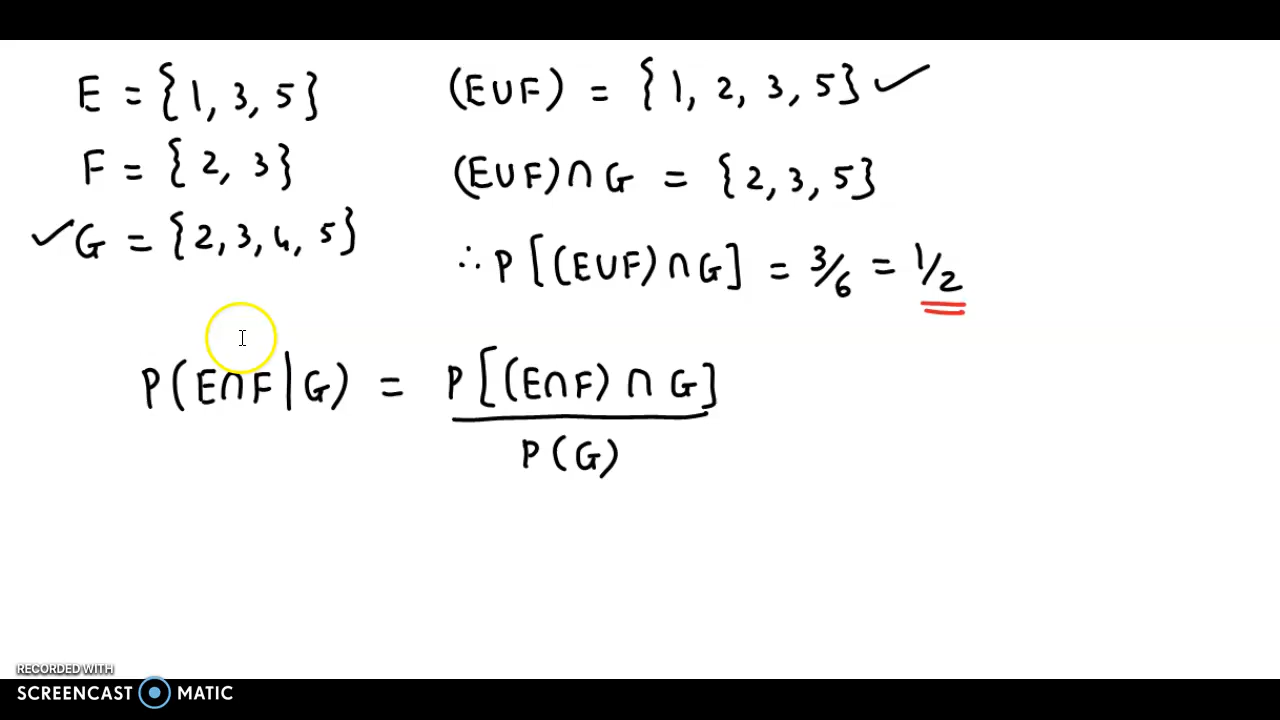 E = {1, 3, 5}
F = {2, 3}
✓G = {2, 3, 4, 5}
(E∪F) = {1, 2, 3, 5} ✓
(E∪F)∩G = {2, 3, 5}
∴ P[(E∪F)∩G] = 3/6 = 1/2
P(E∩F|G) = P[(E∩F)∩G]
P(G)
RECORDED WITH
SCREENCAST MATIC